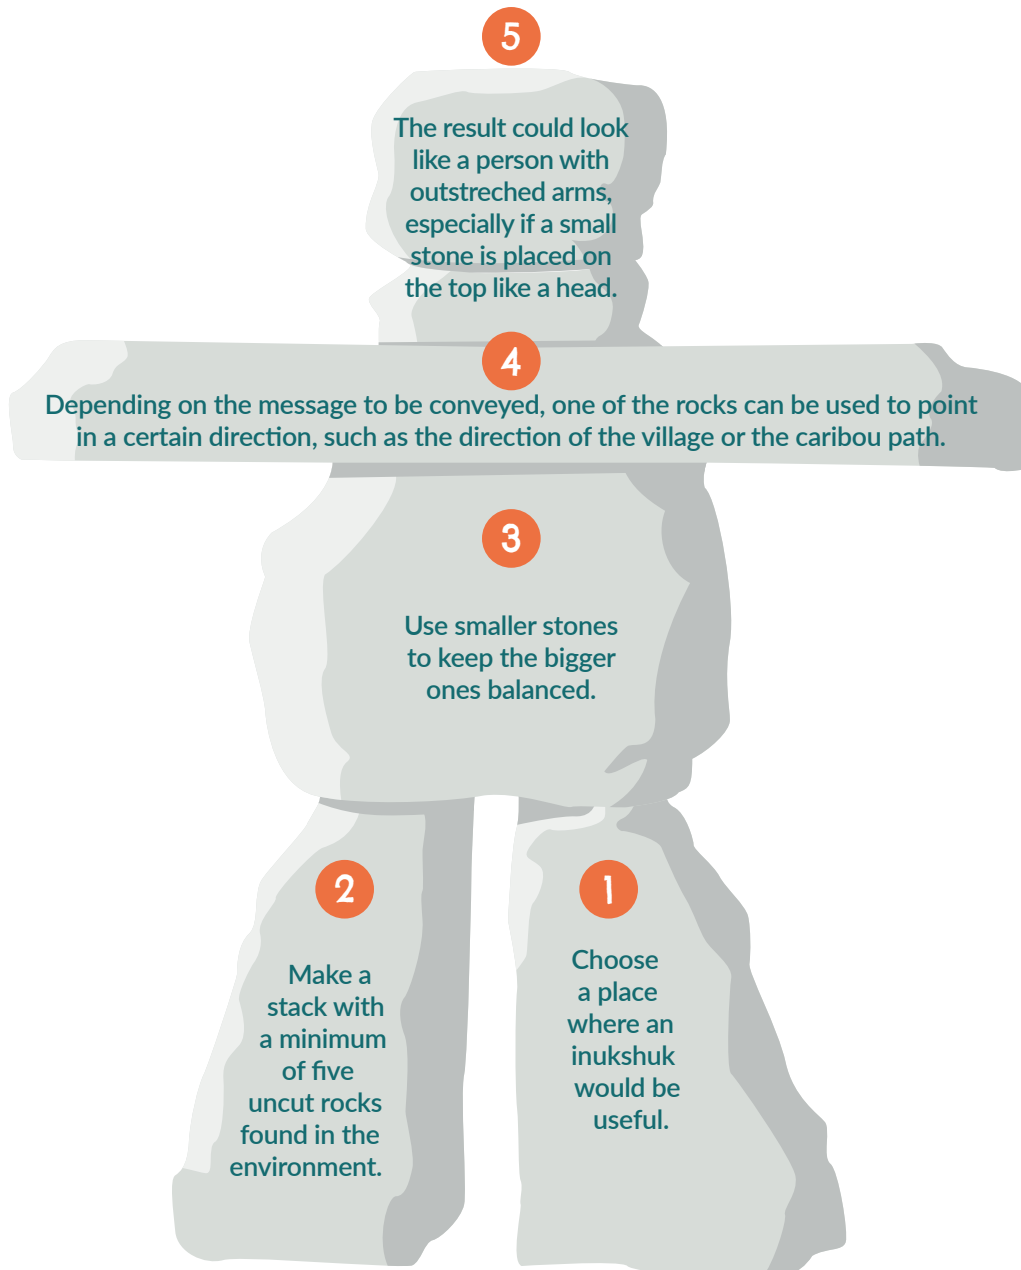 5
The result could look
like a person with
outstreched arms,
especially if a small
stone is placed on
the top like a head.
4
Depending on the message to be conveyed, one of the rocks can be used to point
in a certain direction, such as the direction of the village or the caribou path.
3
Use smaller stones
to keep the bigger
ones balanced.
2
Make a
stack with
a minimum
of five
uncut rocks
found in the
environment.
1
Choose
a place
where an
inukshuk
would be
useful.